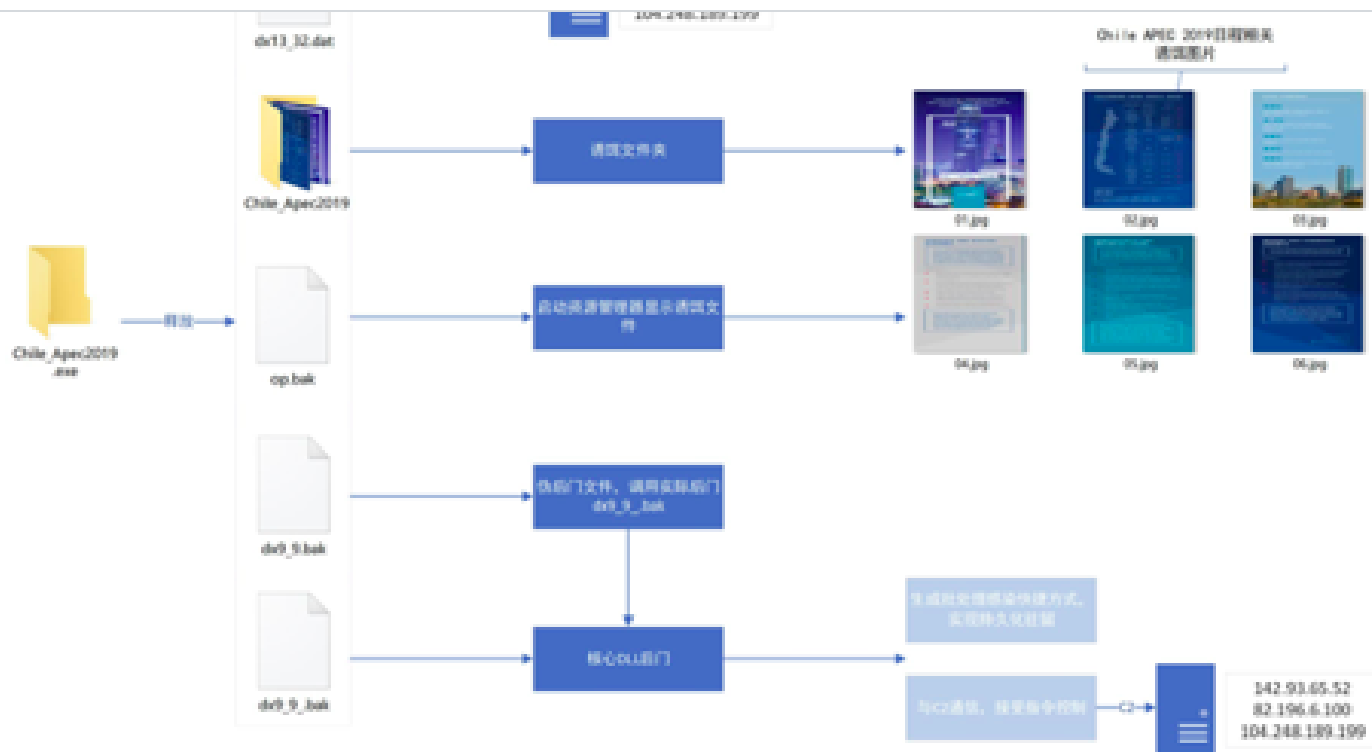 104.248.189.199
dx13_32.dat
Chile APEC 2019日程相关
诱饵图片
Chile_Apec2019
诱饵文件夹
01.jpg
02.jpg
03.jpg
Chile_Apec2019
.exe
释放
op.bak
启动资源管理器显示诱饵文
件
04.jpg
05.jpg
06.jpg
dx9_9.bak
伪后门文件，调用实际后门
dx9_9_.bak
dx9_9_.bak
核心DLL后门
生成批处理感染快捷方式，
实现持久化驻留
与C2通信，接受指令控制
C2
142.93.65.52
82.196.6.100
104.248.189.199